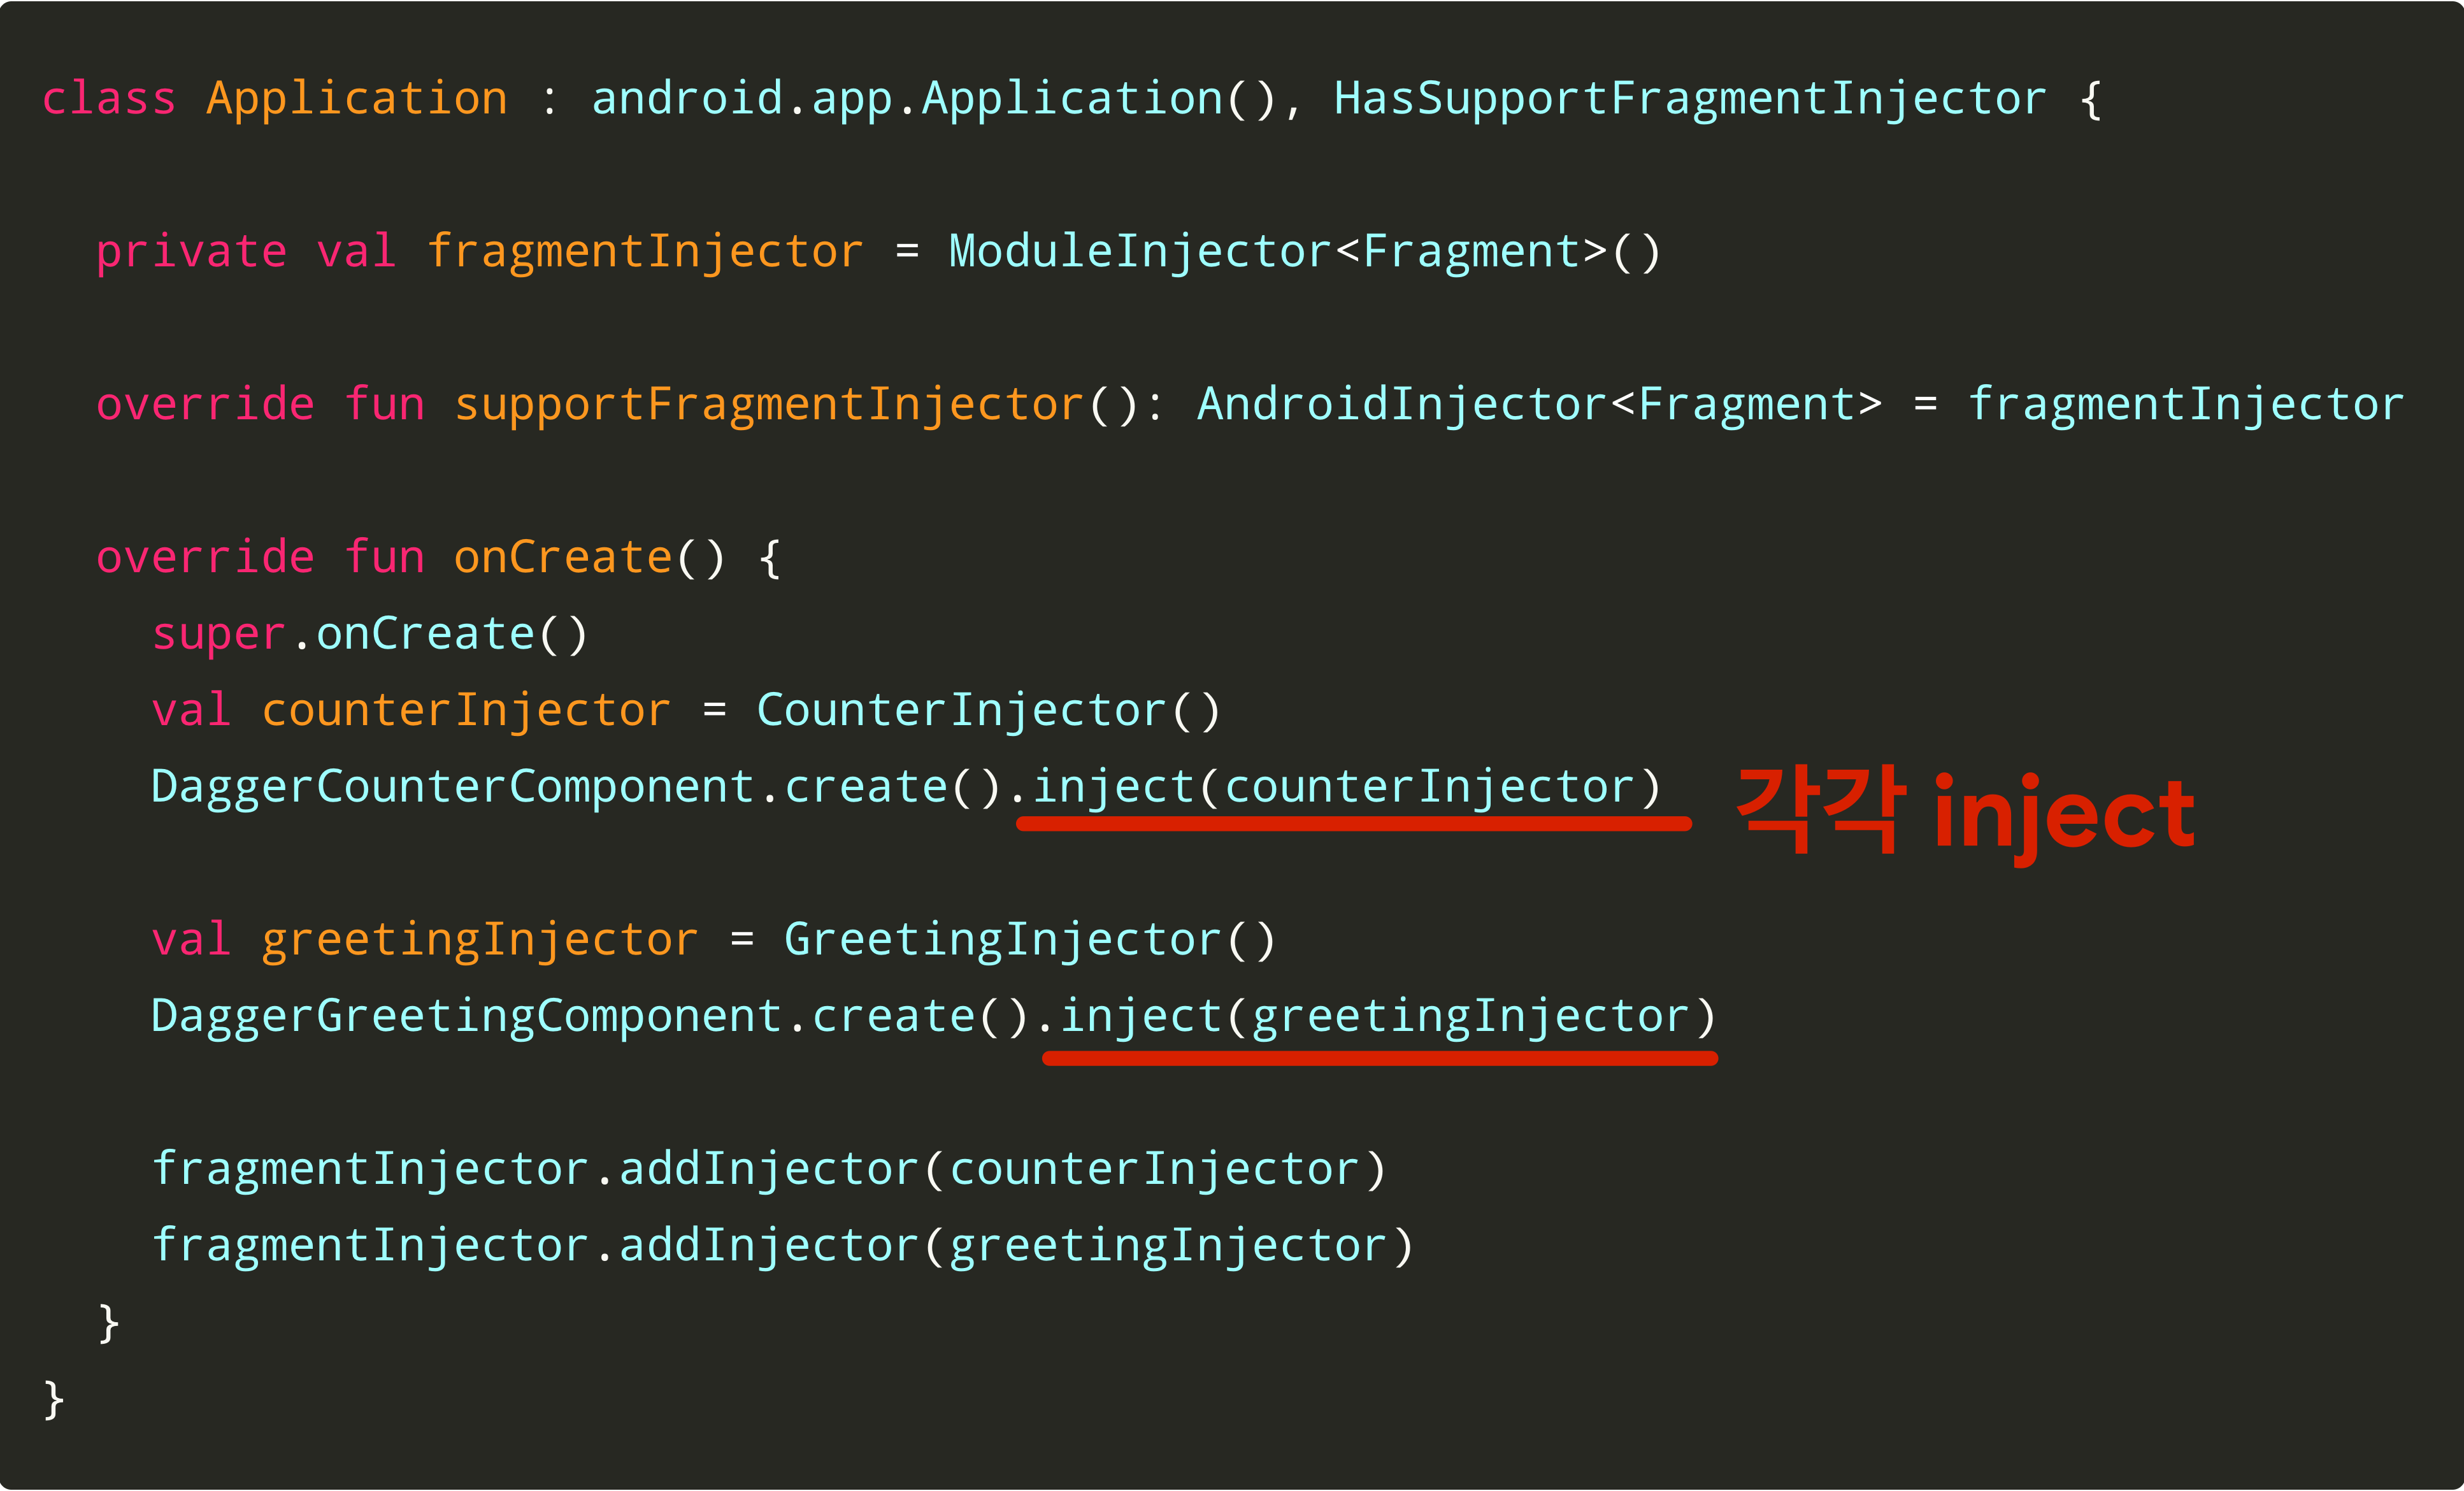 class Application : android.app.Application(), HasSupportFragmentInjector {
private val fragmentInjector = ModuleInjector<Fragment>()
override fun supportFragmentInjector(): AndroidInjector<Fragment> = fragmentInjector
override fun onCreate() {
super.onCreate()
val counterInjector = CounterInjector()
DaggerCounterComponent.create().inject(counterInjector)
각각 inject
val greetingInjector = GreetingInjector()
DaggerGreetingComponent.create().inject(greetingInjector)
fragmentInjector.addInjector(counterInjector)
fragmentInjector.addInjector(greetingInjector)
}
}